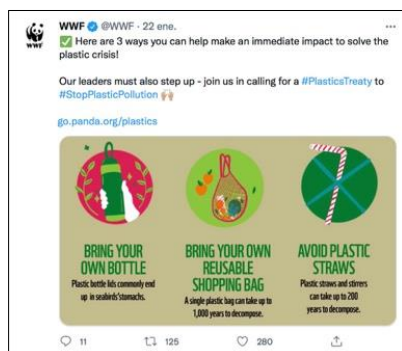 WWF @WWF · 22 ene.
✅ Here are 3 ways you can help make an immediate impact to solve the
plastic crisis!
Our leaders must also step up - join us in calling for a #PlasticsTreaty to
#StopPlasticPollution 🙌🏼
go.panda.org/plastics
BRING YOUR
OWN BOTTLE
Plastic bottle lids commonly end
up in seabirds'stomachs.
BRING YOUR OWN
REUSABLE
SHOPPING BAG
A single plastic bag can take up to
1,000 years to decompose.
AVOID PLASTIC
STRAWS
Plastic straws and stirrers
can take up to 200
years to decompose.
11 125 280
WWF